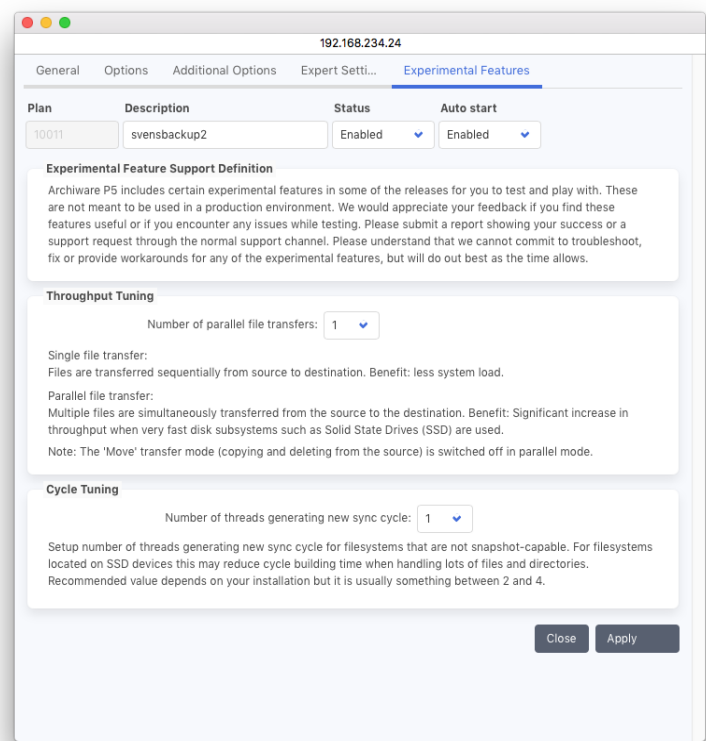 192.168.234.24
General Options Additional Options Expert Setti... Experimental Features
Plan Description Status Auto start
10011 svensbackup2 Enabled Enabled
Experimental Feature Support Definition
Archiware P5 includes certain experimental features in some of the releases for you to test and play with. These
are not meant to be used in a production environment. We would appreciate your feedback if you find these
features useful or if you encounter any issues while testing. Please submit a report showing your success or a
support request through the normal support channel. Please understand that we cannot commit to troubleshoot,
fix or provide workarounds for any of the experimental features, but will do out best as the time allows.
Throughput Tuning
Number of parallel file transfers: 1
Single file transfer:
Files are transferred sequentially from source to destination. Benefit: less system load.
Parallel file transfer:
Multiple files are simultaneously transferred from the source to the destination. Benefit: Significant increase in
throughput when very fast disk subsystems such as Solid State Drives (SSD) are used.
Note: The 'Move' transfer mode (copying and deleting from the source) is switched off in parallel mode.
Cycle Tuning
Number of threads generating new sync cycle: 1
Setup number of threads generating new sync cycle for filesystems that are not snapshot-capable. For filesystems
located on SSD devices this may reduce cycle building time when handling lots of files and directories.
Recommended value depends on your installation but it is usually something between 2 and 4.
Close Apply